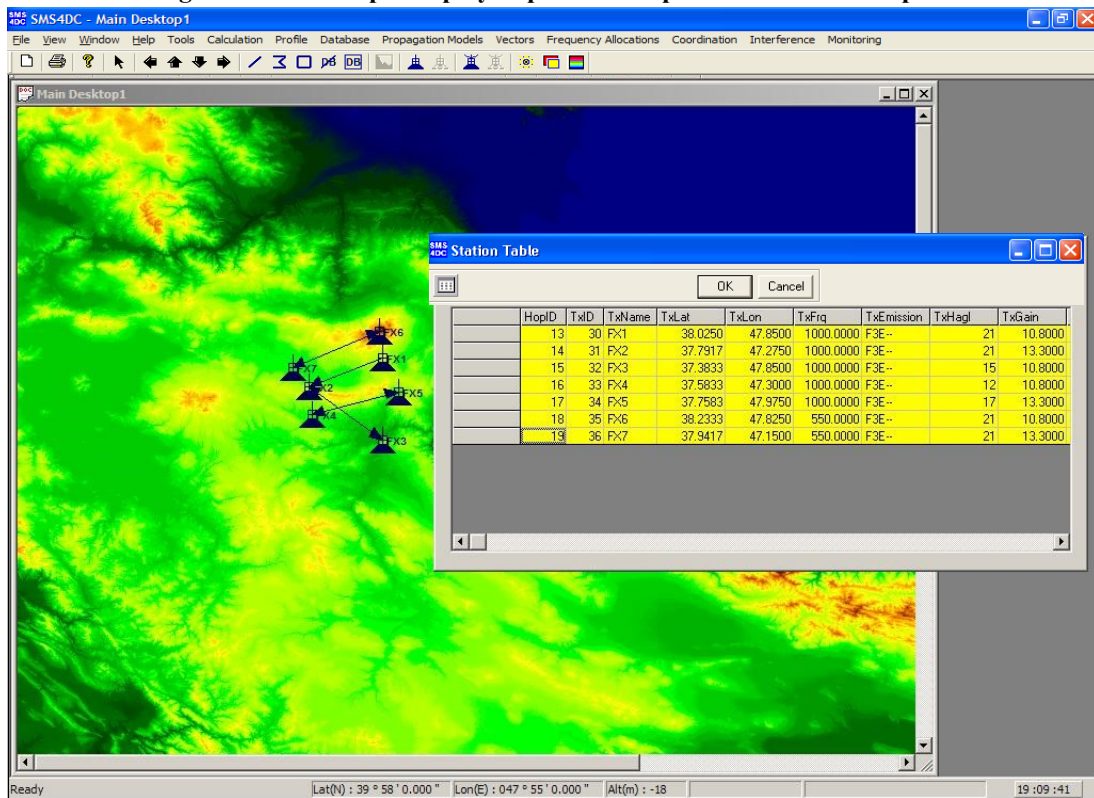 SMS4DC - Main Desktop1
File View Window Help Tools Calculation Profile Database Propagation Models Vectors Frequency Allocations Coordination Interference Monitoring
DB
Main Desktop1
FX6
FX1
FX7
X2
FX5
FX4
FX3
SMS 4DC Station Table
OK Cancel
HopID TxID TxName TxLat TxLon TxFrq TxEmission TxHagl TxGain
13 30 FX1 38.0250 47.8500 1000.0000 F3E-- 21 10.8000
14 31 FX2 37.7917 47.2750 1000.0000 F3E-- 21 13.3000
15 32 FX3 37.3833 47.8500 1000.0000 F3E-- 15 10.8000
16 33 FX4 37.5833 47.3000 1000.0000 F3E-- 12 10.8000
17 34 FX5 37.7583 47.9750 1000.0000 F3E-- 17 13.3000
18 35 FX6 38.2333 47.8250 550.0000 F3E-- 21 10.8000
19 36 FX7 37.9417 47.1500 550.0000 F3E-- 21 13.3000
Ready Lat(N) : 39 ° 58 ' 0.000 " Lon(E) : 047 ° 55 ' 0.000 " Alt(m) : -18 19 :09 :41